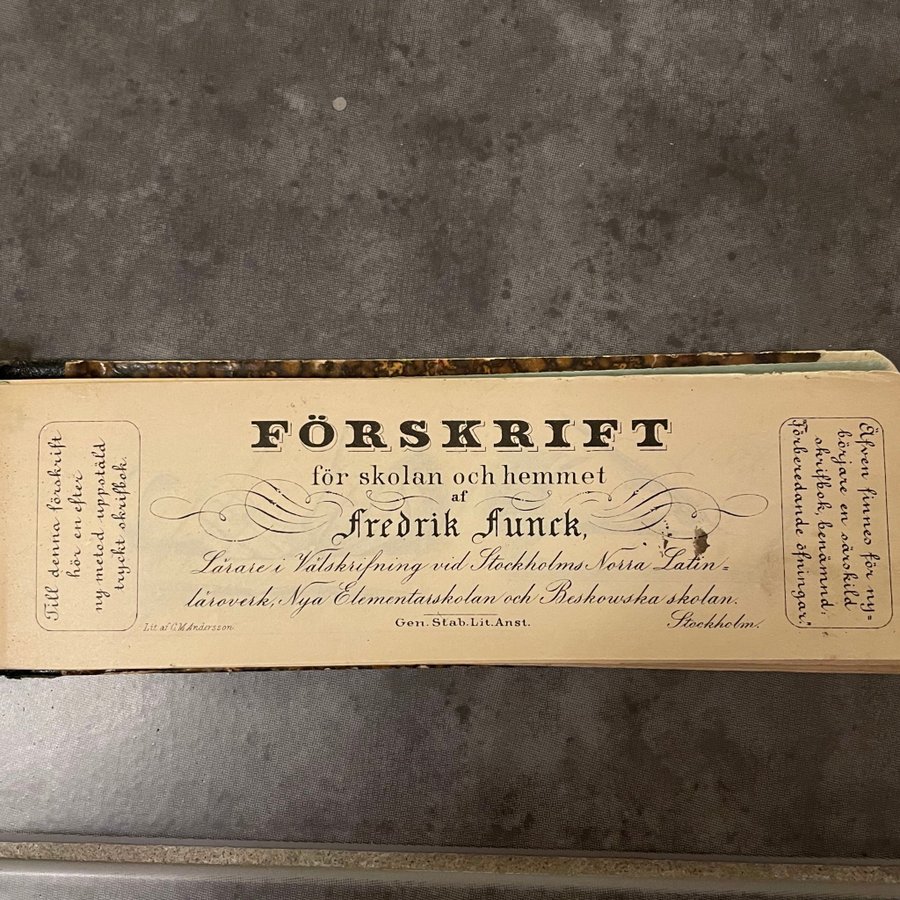 Till denna förskrift
hör en efter
ny metod uppställd
tryckt skrifbok.
FÖRSKRIFT
för skolan och hemmet
af
Fredrik Funck,
Lärare i Välskrifning vid Stockholms Norra Latin=
läroverk, Nya Elementarskolan och Beskowska skolan.
Lit. af C.M. Andersson.
Gen. Stab. Lit. Anst.
Stockholm.
Äfven finnes för ny=
börjare en särskild
skrifbok, benämnd,
Förberedande öfningar.